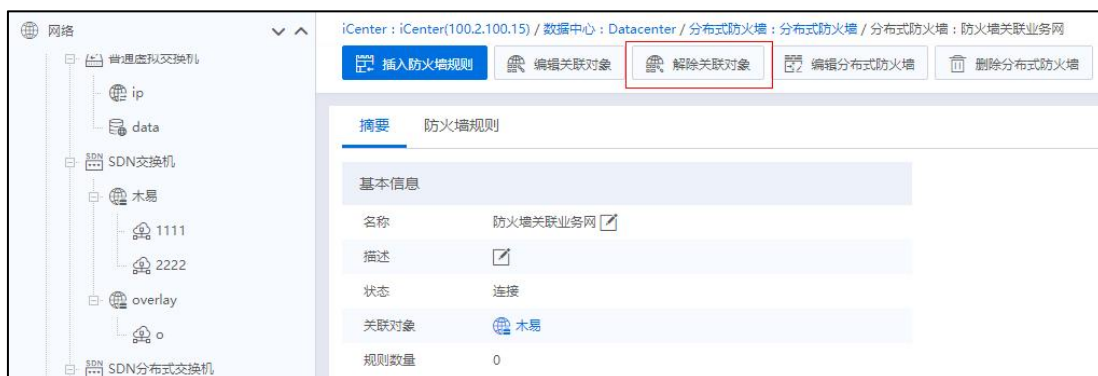 网络
普通虚拟交换机
ip
data
SDN交换机
木易
1111
2222
overlay
o
SDN分布式交换机
iCenter：iCenter(100.2.100.15) / 数据中心：Datacenter / 分布式防火墙：分布式防火墙 / 分布式防火墙：防火墙关联业务网
插入防火墙规则 编辑关联对象 解除关联对象 编辑分布式防火墙 删除分布式防火墙
摘要 防火墙规则
基本信息
名称 防火墙关联业务网
描述
状态 连接
关联对象 木易
规则数量 0